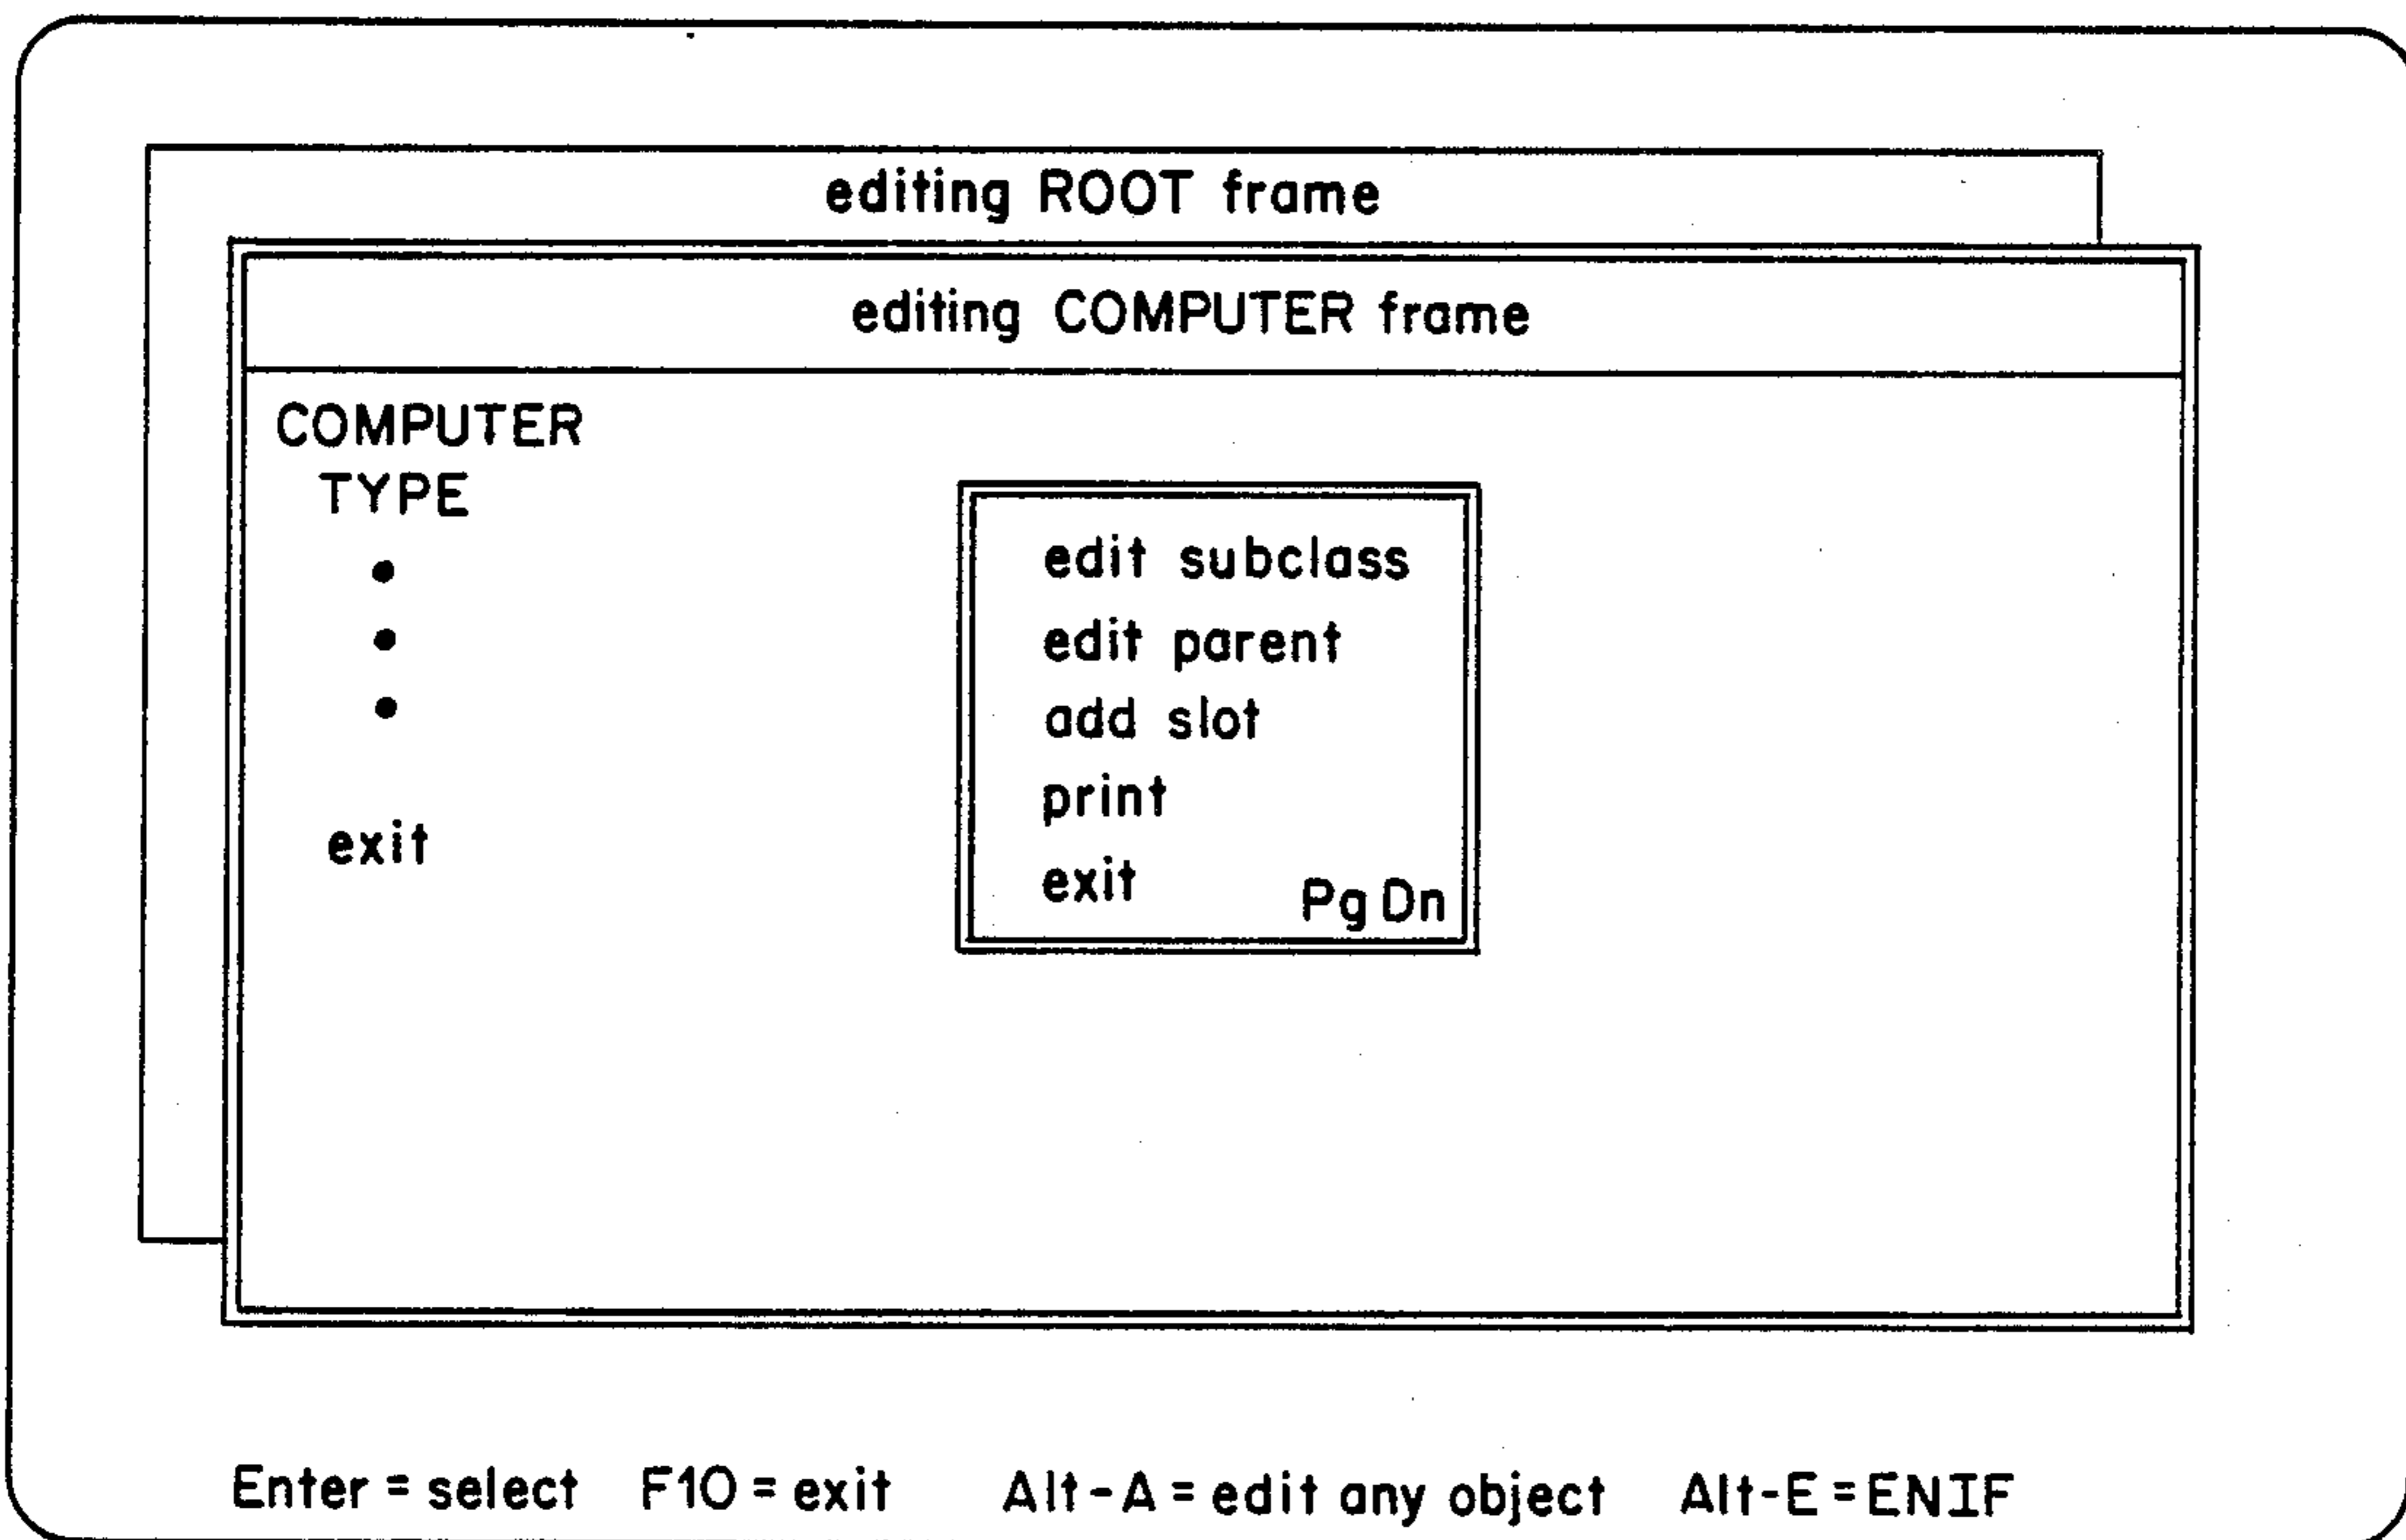 editing ROOT frame
editing COMPUTER frame
COMPUTER
TYPE
exit
edit subclass
edit parent
add slot
print
exit Pg Dn
Enter = select F10 = exit Alt-A = edit any object Alt-E = ENIF